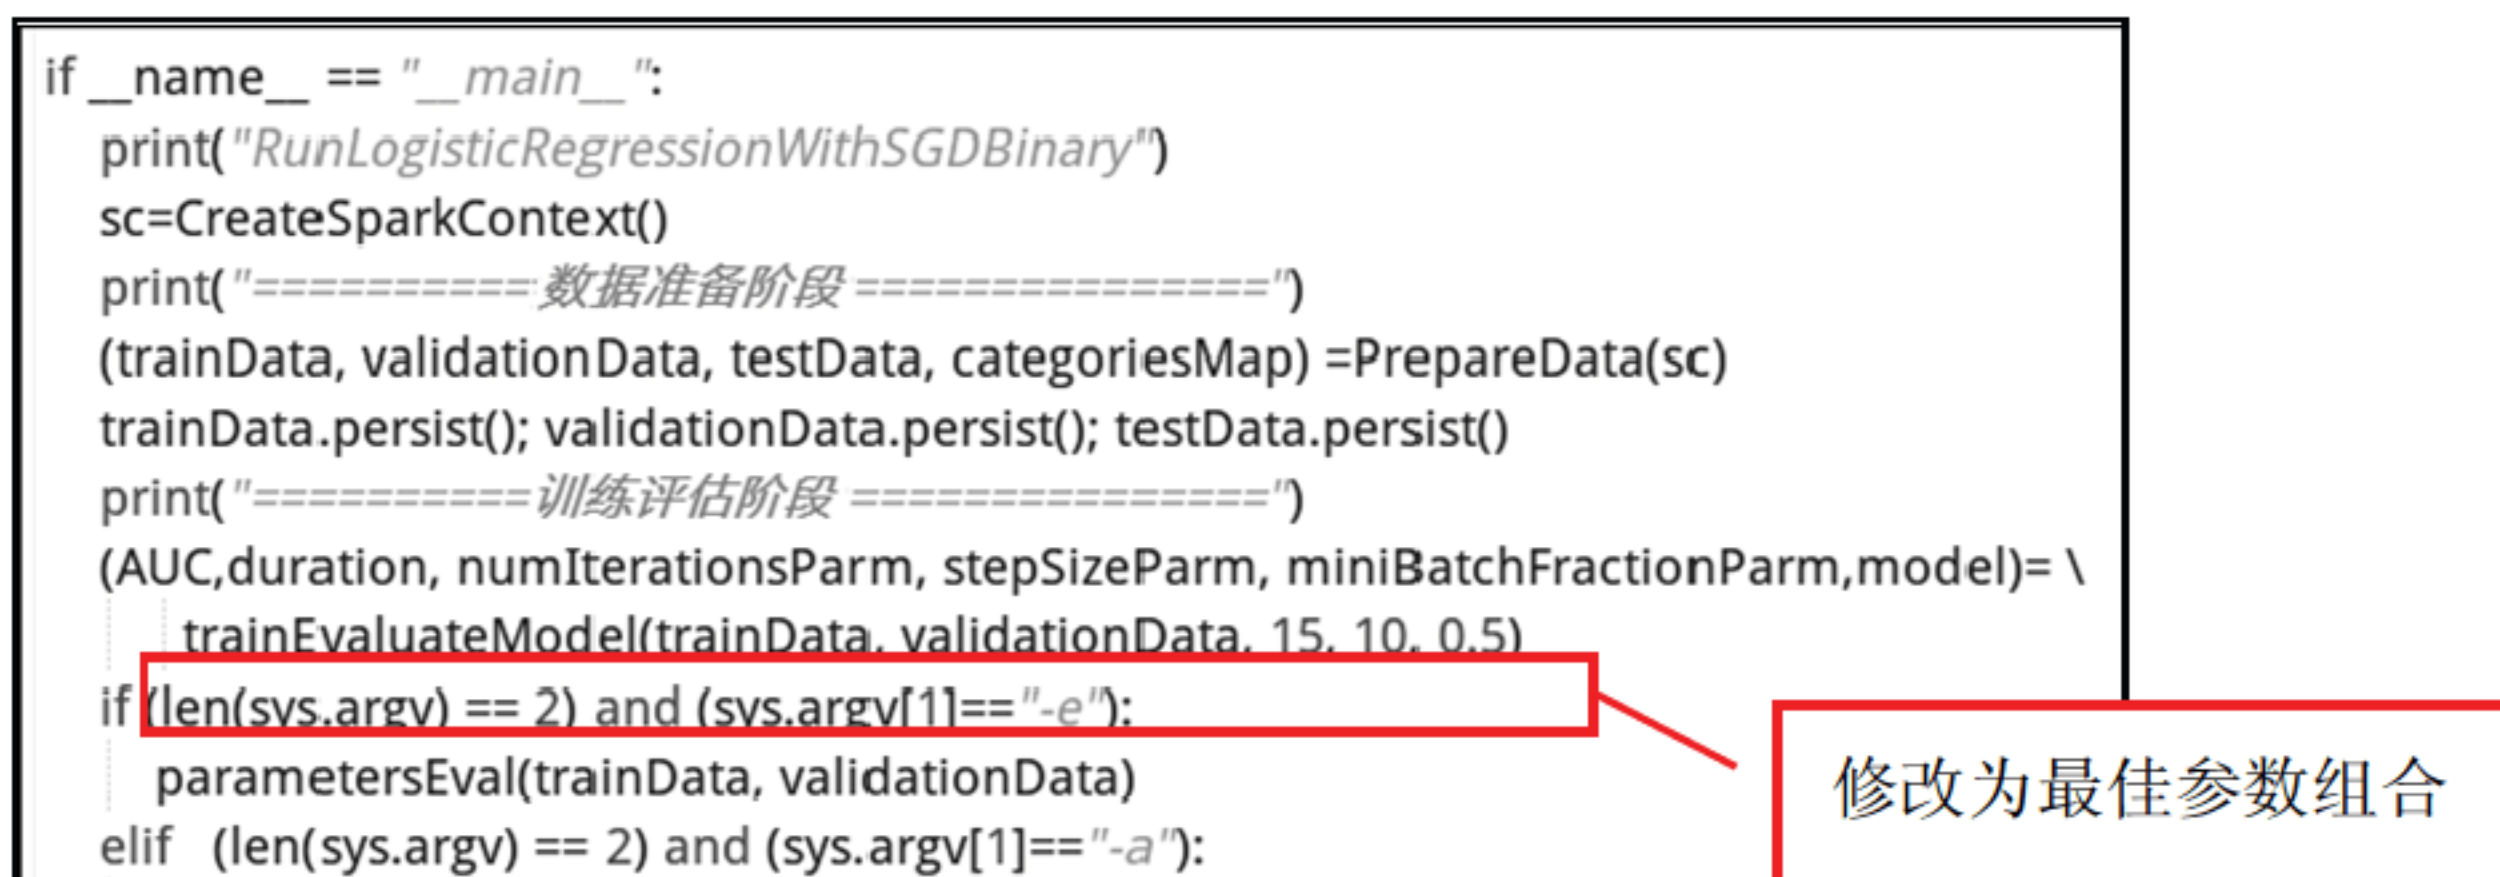 if __name__ == "__main__":
print("RunLogisticRegressionWithSGDBinary")
sc=CreateSparkContext()
print("==========数据准备阶段 ===============")
(trainData, validationData, testData, categoriesMap) =PrepareData(sc)
trainData.persist(); validationData.persist(); testData.persist()
print("==========训练评估阶段 ===============")
(AUC,duration, numIterationsParm, stepSizeParm, miniBatchFractionParm,model)= \
trainEvaluateModel(trainData, validationData, 15, 10, 0.5)
if (len(sys.argv) == 2) and (sys.argv[1]=="-e"):
parametersEval(trainData, validationData)
elif (len(sys.argv) == 2) and (sys.argv[1]=="-a"):
修改为最佳参数组合